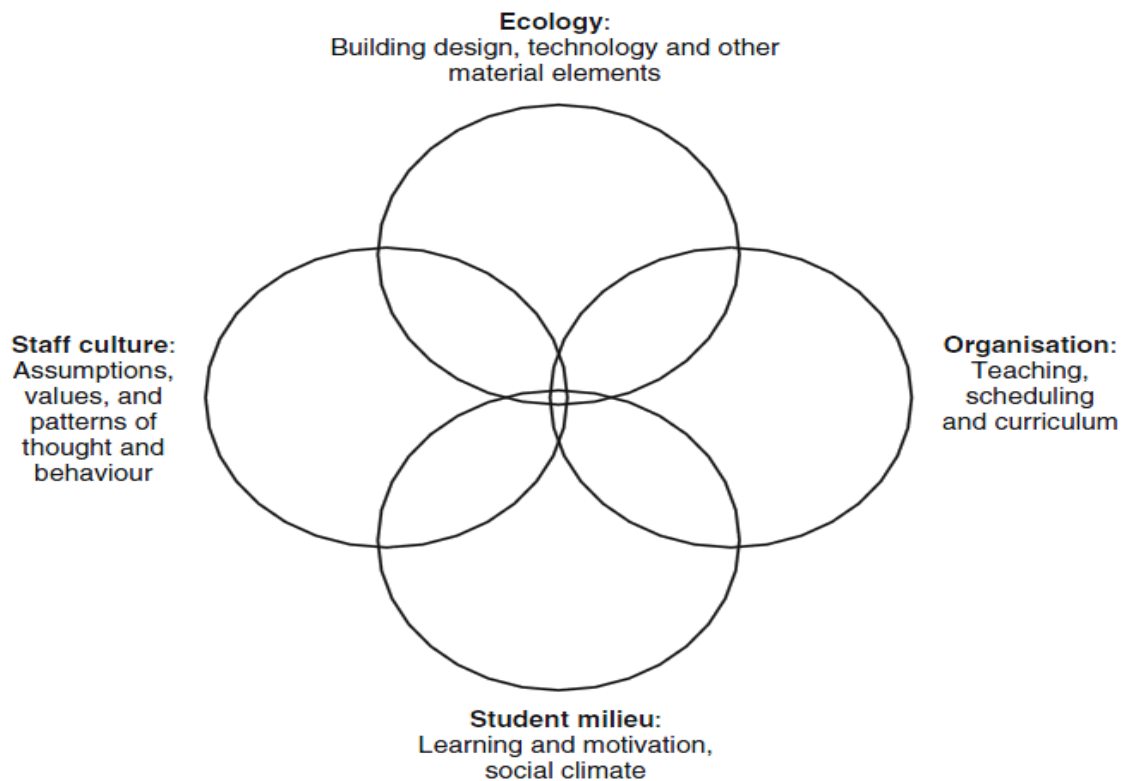 Ecology:
Building design, technology and other
material elements
Staff culture:
Assumptions,
values, and
patterns of
thought and
behaviour
Organisation:
Teaching,
scheduling
and curriculum
Student milieu:
Learning and motivation,
social climate